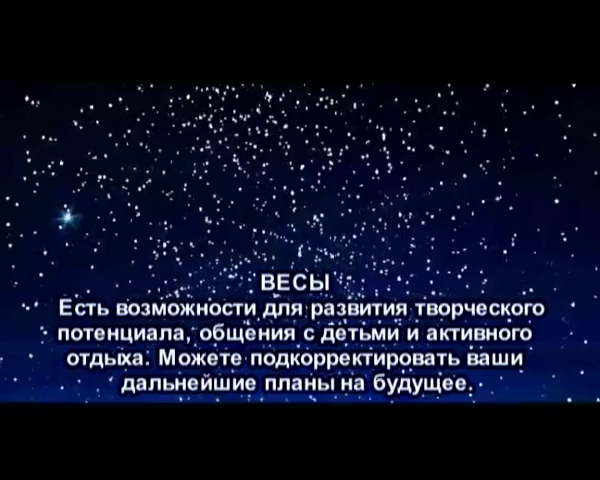 ВЕСЫ
Есть возможности для развития творческого
потенциала, общения с детьми и активного
отдыха. Можете подкорректировать ваши
дальнейшие планы на будущее.